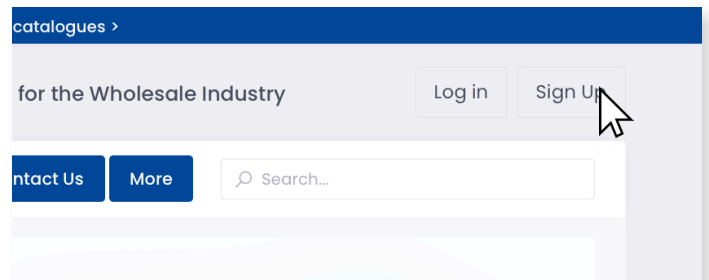 catalogues >
for the Wholesale Industry
Log in
Sign Up
ntact Us
More
Search...